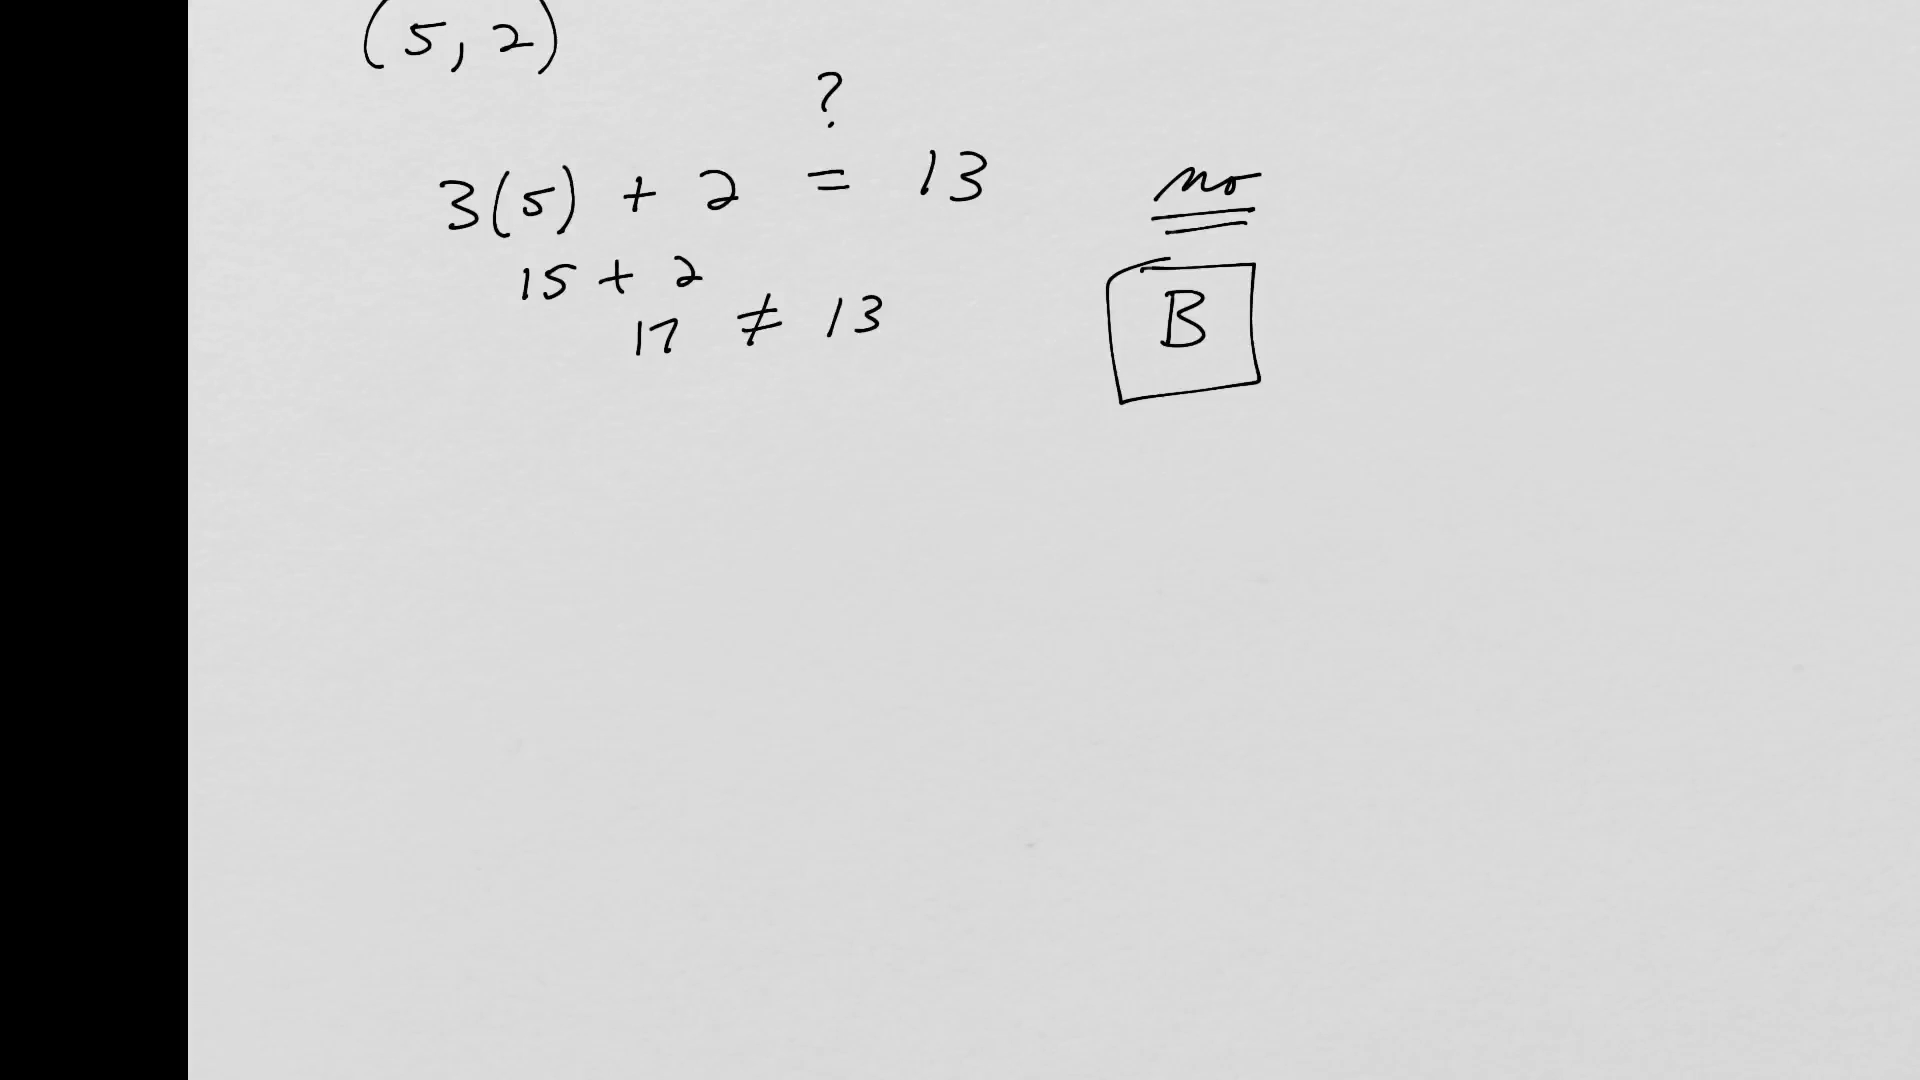 (5, 2)
?
3(5) + 2 = 13
no
15 + 2
17 ≠ 13
B